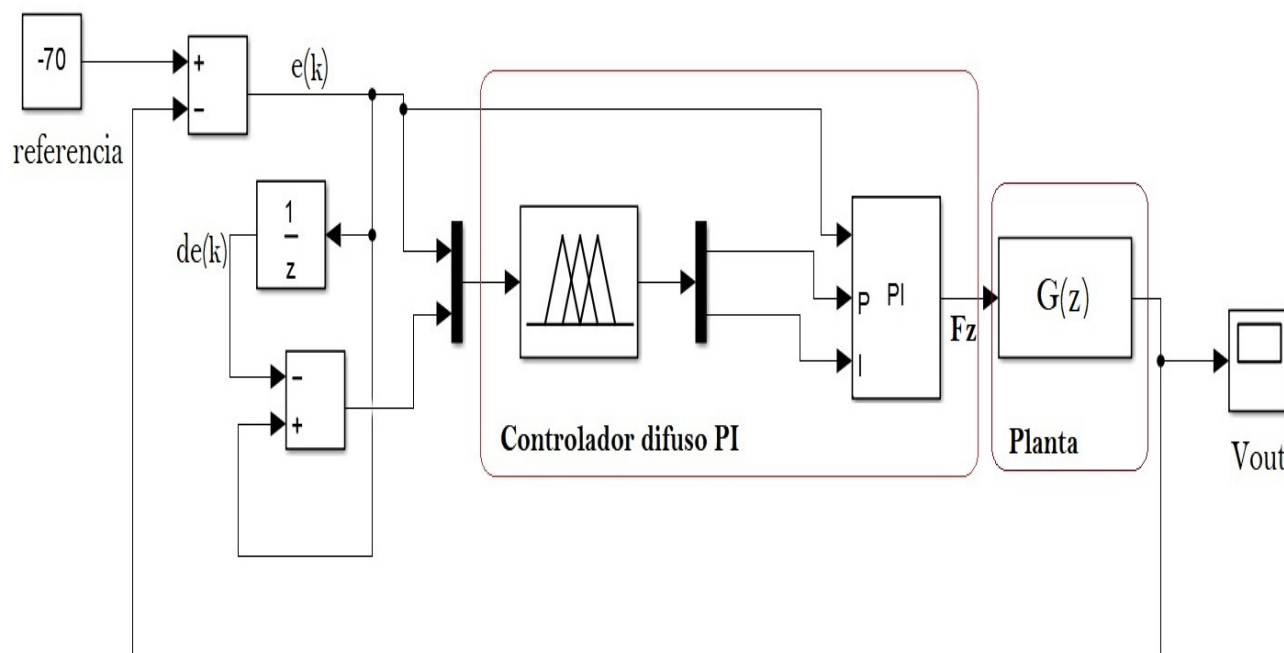 -70
referencia
+
−
e(k)
1
z
de(k)
−
+
P
PI
I
Fz
G(z)
Controlador difuso PI
Planta
Vout